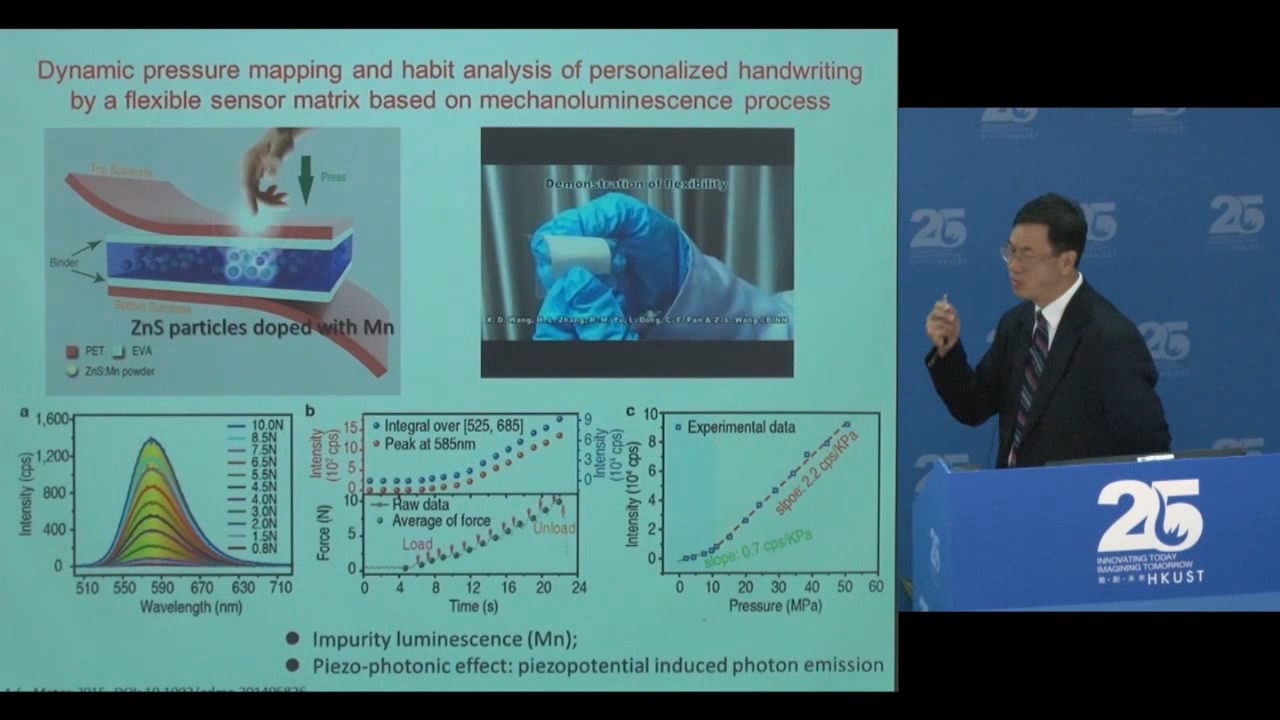 Dynamic pressure mapping and habit analysis of personalized handwriting
by a flexible sensor matrix based on mechanoluminescence process
Top Substrate
Press
Binder
Bottom Substrate
ZnS particles doped with Mn
PET
EVA
ZnS:Mn powder
Demonstration of flexibility
X. D. Wang, H. L. Zhang, R. M. Yu, L. Dong, C. F. Pan & Z. L. Wang
a
1,600
1,200
800
400
0
Intensity (cps)
510 550 590 670 630 710
Wavelength (nm)
10.0N
8.5N
7.5N
6.5N
5.5N
4.5N
4.0N
3.0N
2.0N
1.5N
0.8N
b
Intensity
(10² cps)
15
10
5
0
Integral over [525, 685]
Peak at 585nm
9
6
3
0
Intensity
(10⁴ cps)
Force (N)
10
5
0
Raw data
Average of force
Load
Unload
0 4 8 12 16 20 24
Time (s)
c
Intensity (10⁴ cps)
10
8
6
4
2
0
Experimental data
slpoe: 2.2 cps/KPa
slope: 0.7 cps/KPa
0 10 20 30 40 50 60
Pressure (MPa)
Impurity luminescence (Mn);
Piezo-photonic effect: piezopotential induced photon emission
25
INNOVATING TODAY
IMAGINING TOMORROW
HKUST